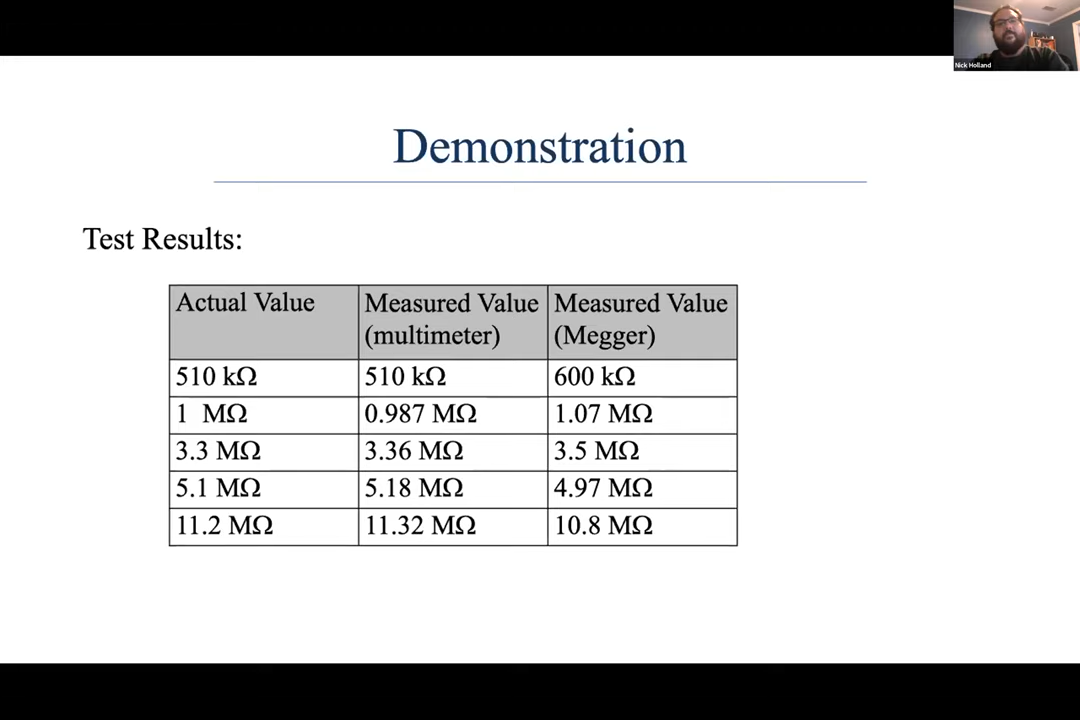 Nick Holland
Demonstration
Test Results:
Actual Value Measured Value Measured Value
(multimeter) (Megger)
510 kΩ 510 kΩ 600 kΩ
1 MΩ 0.987 MΩ 1.07 MΩ
3.3 MΩ 3.36 MΩ 3.5 MΩ
5.1 MΩ 5.18 MΩ 4.97 MΩ
11.2 MΩ 11.32 MΩ 10.8 MΩ